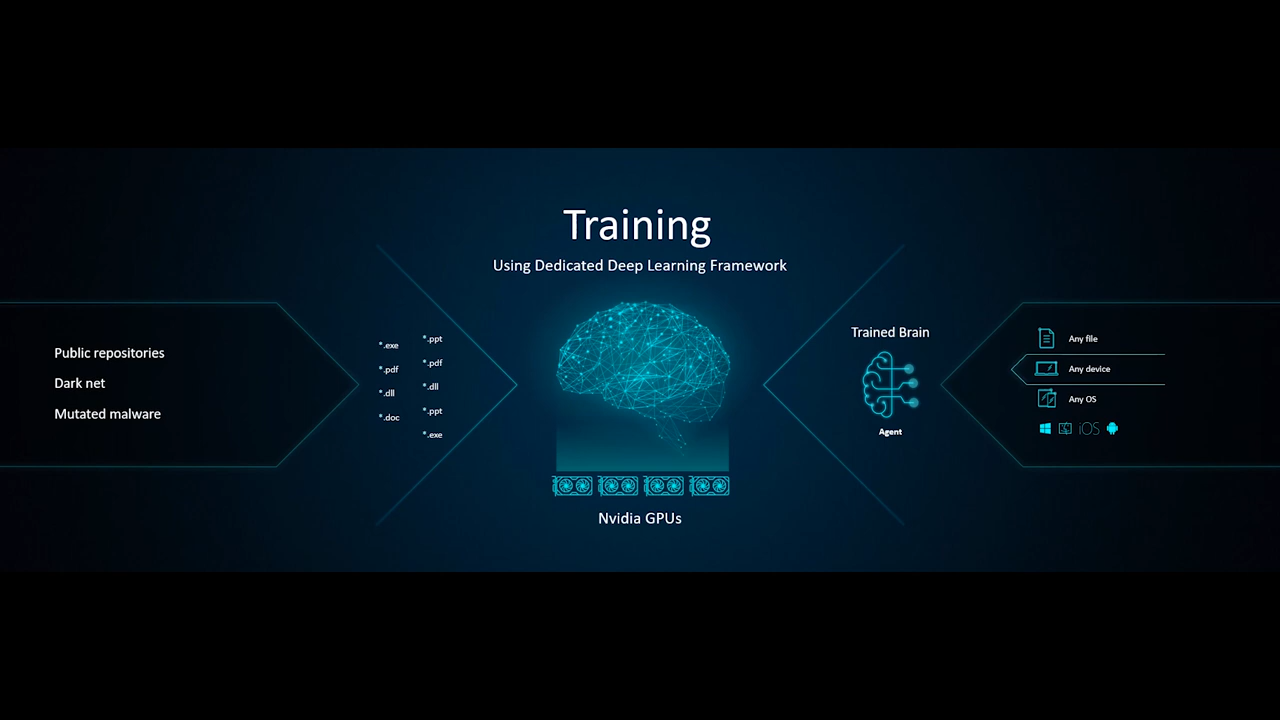 Training
Using Dedicated Deep Learning Framework
Public repositories
Dark net
Mutated malware
*.exe
*.pdf
*.dll
*.doc
*.ppt
*.pdf
*.dll
*.ppt
*.exe
Nvidia GPUs
Trained Brain
Agent
Any file
Any device
Any OS
iOS